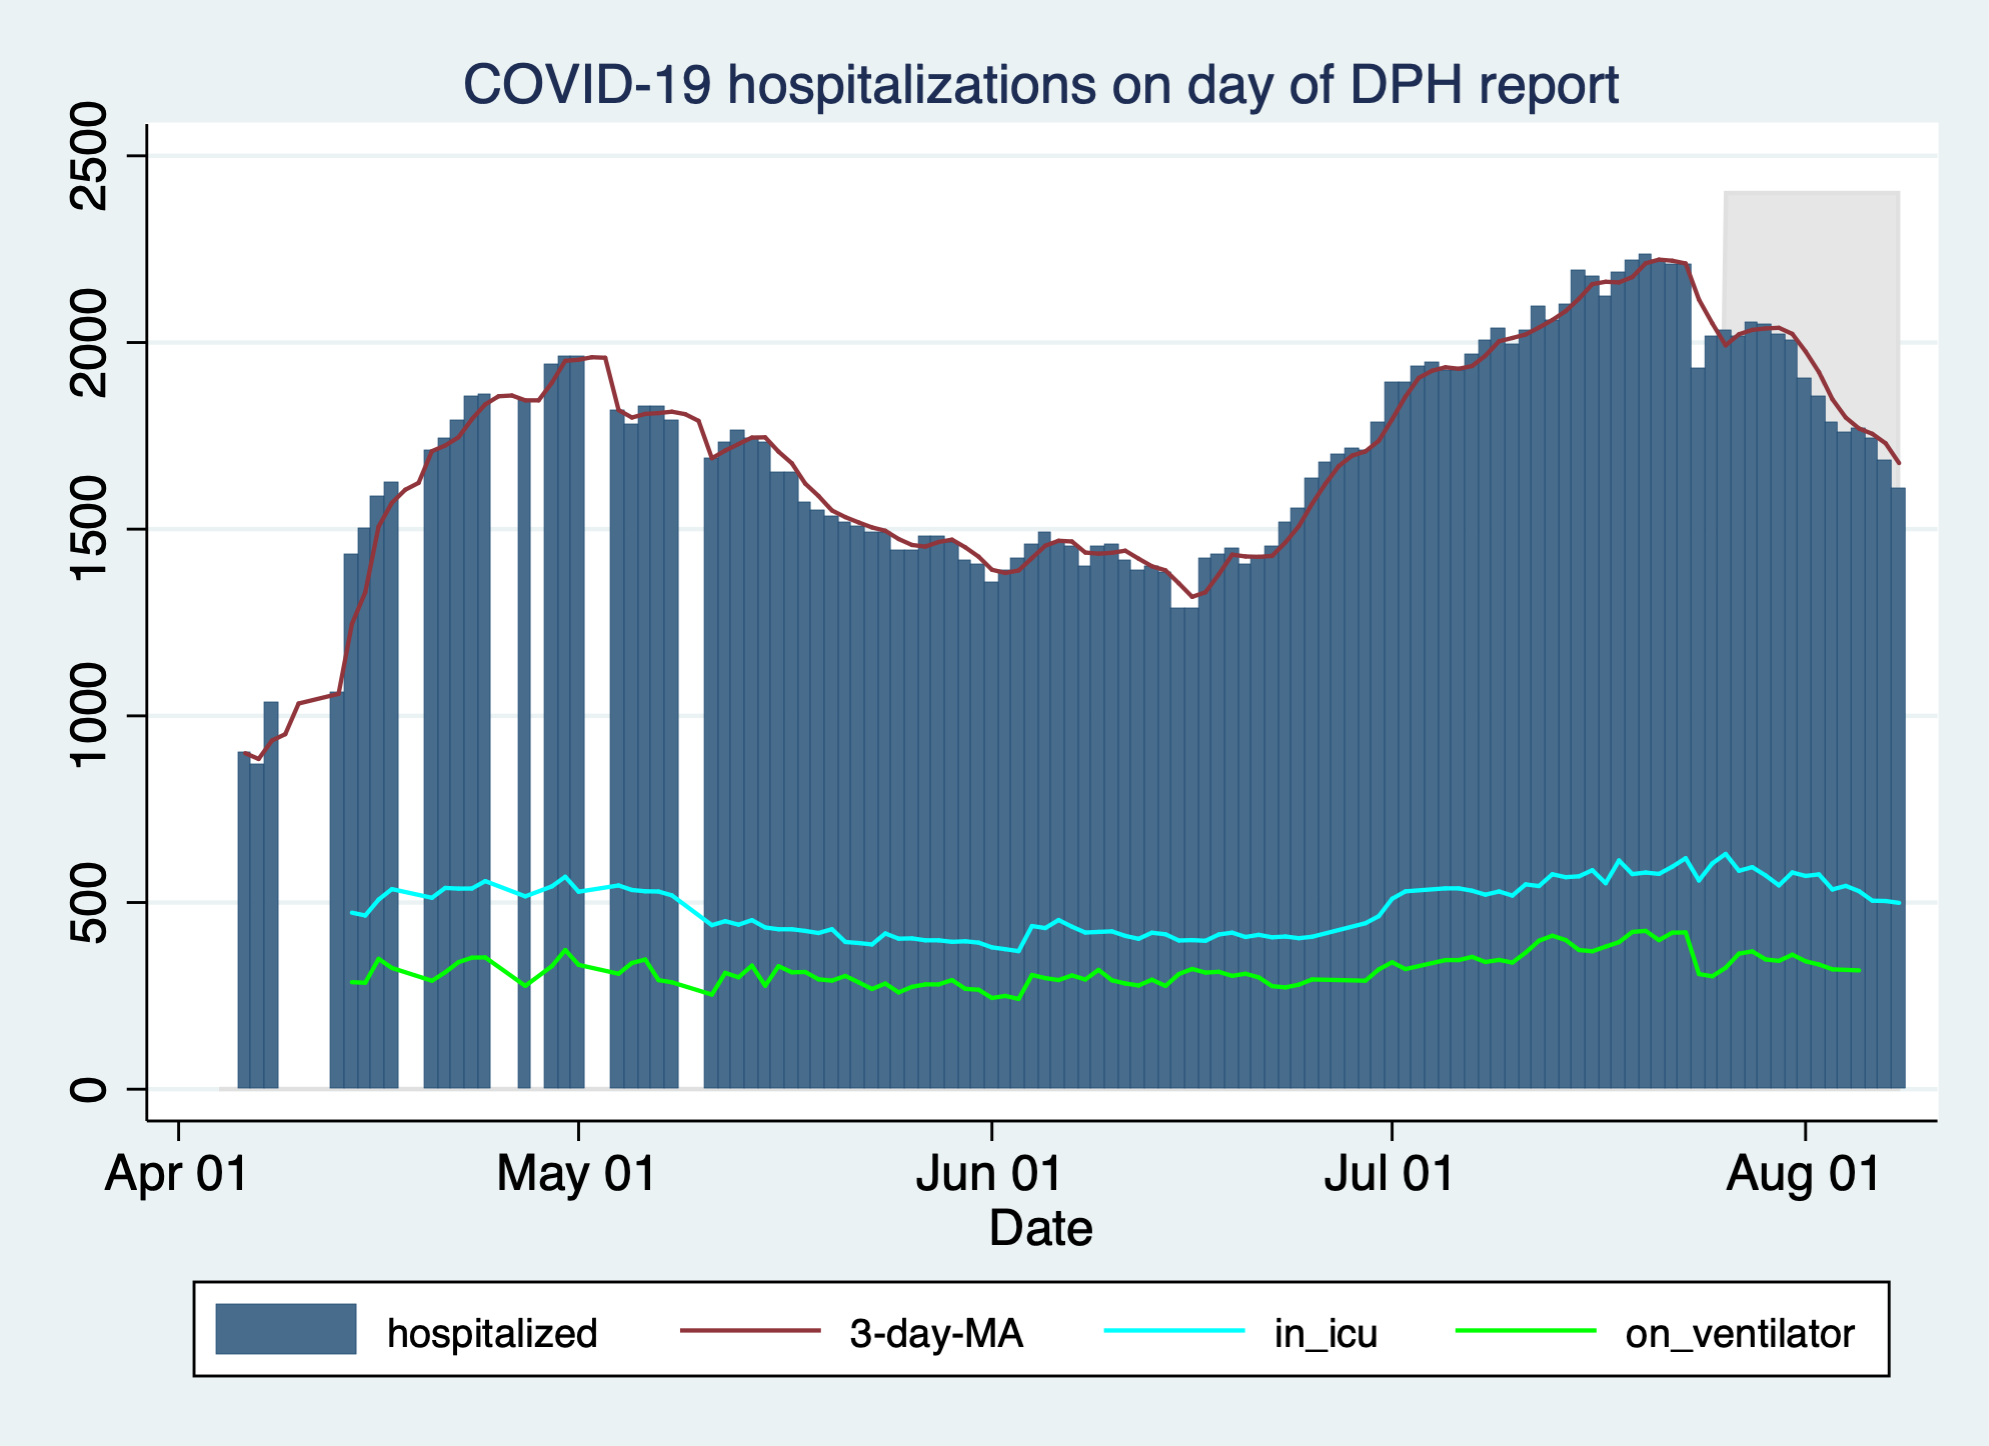 COVID-19 hospitalizations on day of DPH report
2500
2000
1500
1000
500
0
Apr 01 May 01 Jun 01 Jul 01 Aug 01
Date
hospitalized 3-day-MA in_icu on_ventilator